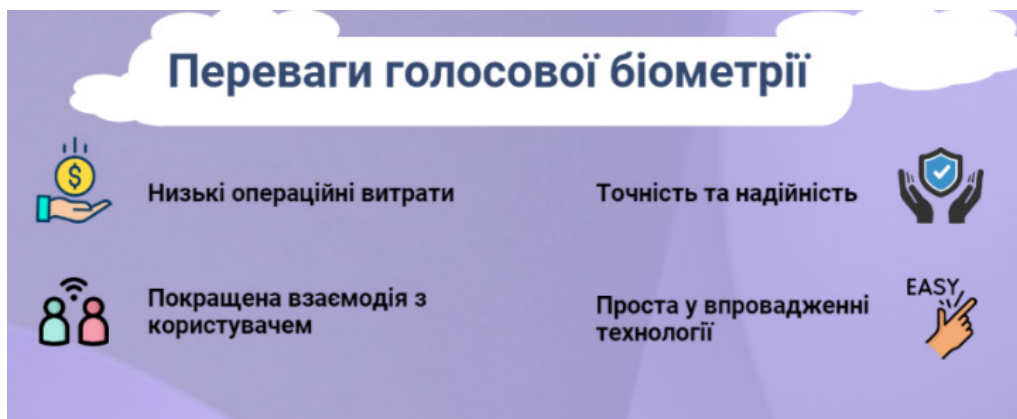 Переваги голосової біометрії
Низькі операційні витрати
Точність та надійність
Покращена взаємодія з
користувачем
Проста у впровадженні
технології
EASY